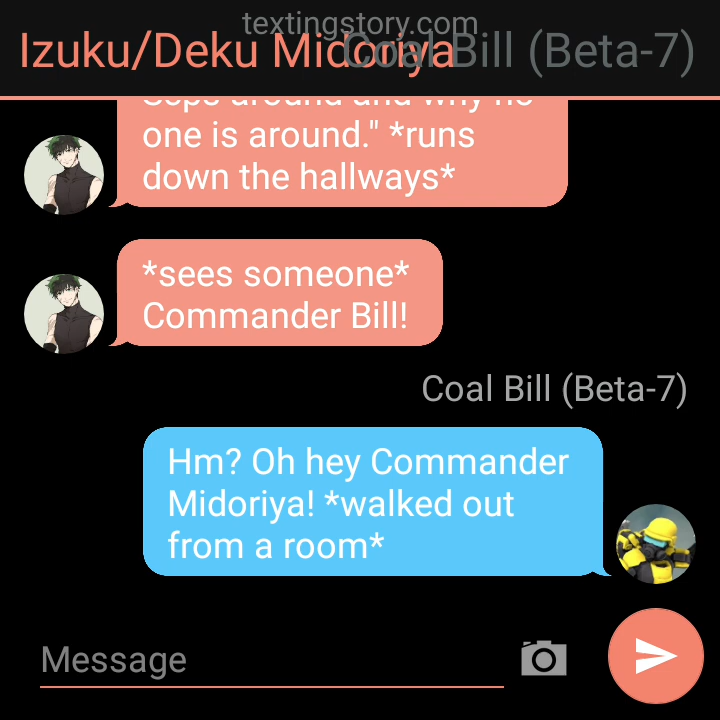 textingstory.com
Izuku/Deku Midoriya
Coal Bill (Beta-7)
one is around." *runs
down the hallways*
*sees someone*
Commander Bill!
Coal Bill (Beta-7)
Hm? Oh hey Commander
Midoriya! *walked out
from a room*
Message